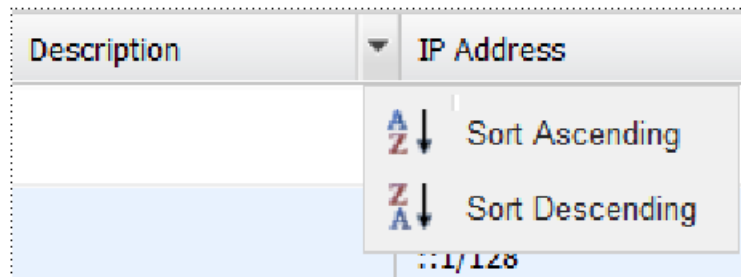 Description IP Address
A
Z Sort Ascending
Z
A Sort Descending
::1/128